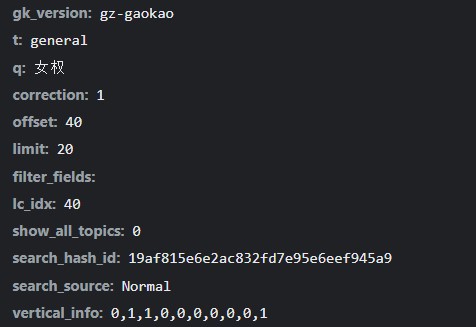 gk_version: gz-gaokao
t: general
q: 女权
correction: 1
offset: 40
limit: 20
filter_fields:
lc_idx: 40
show_all_topics: 0
search_hash_id: 19af815e6e2ac832fd7e95e6eef945a9
search_source: Normal
vertical_info: 0,1,1,0,0,0,0,0,0,1